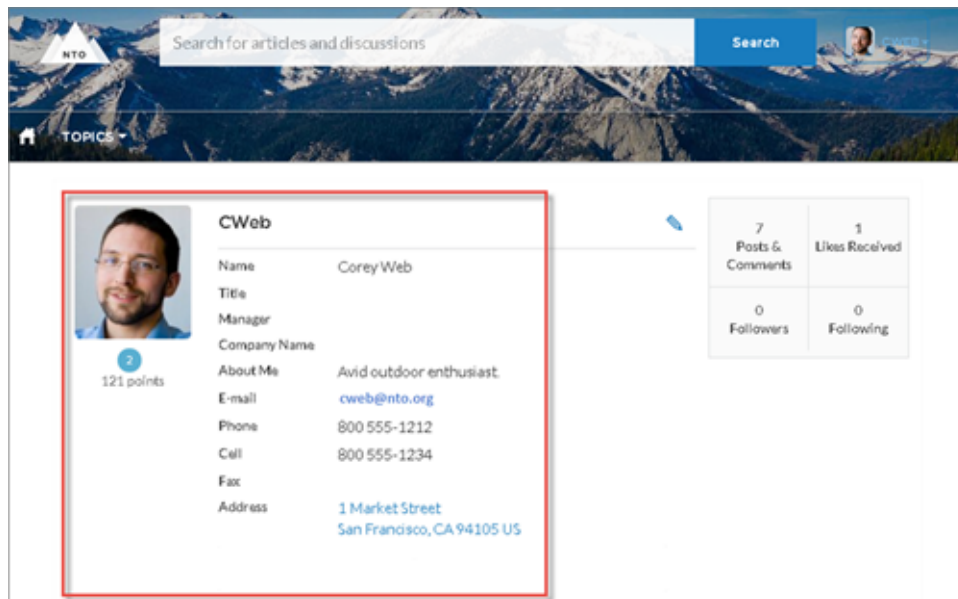 NTO
Search for articles and discussions
Search
CWEB
TOPICS
CWeb
Name Corey Web
Title
Manager
Company Name
About Me Avid outdoor enthusiast.
E-mail cweb@nto.org
Phone 800 555-1212
Cell 800 555-1234
Fax
Address 1 Market Street
San Francisco, CA 94105 US
2
121 points
7
Posts &
Comments
1
Likes Received
0
Followers
0
Following